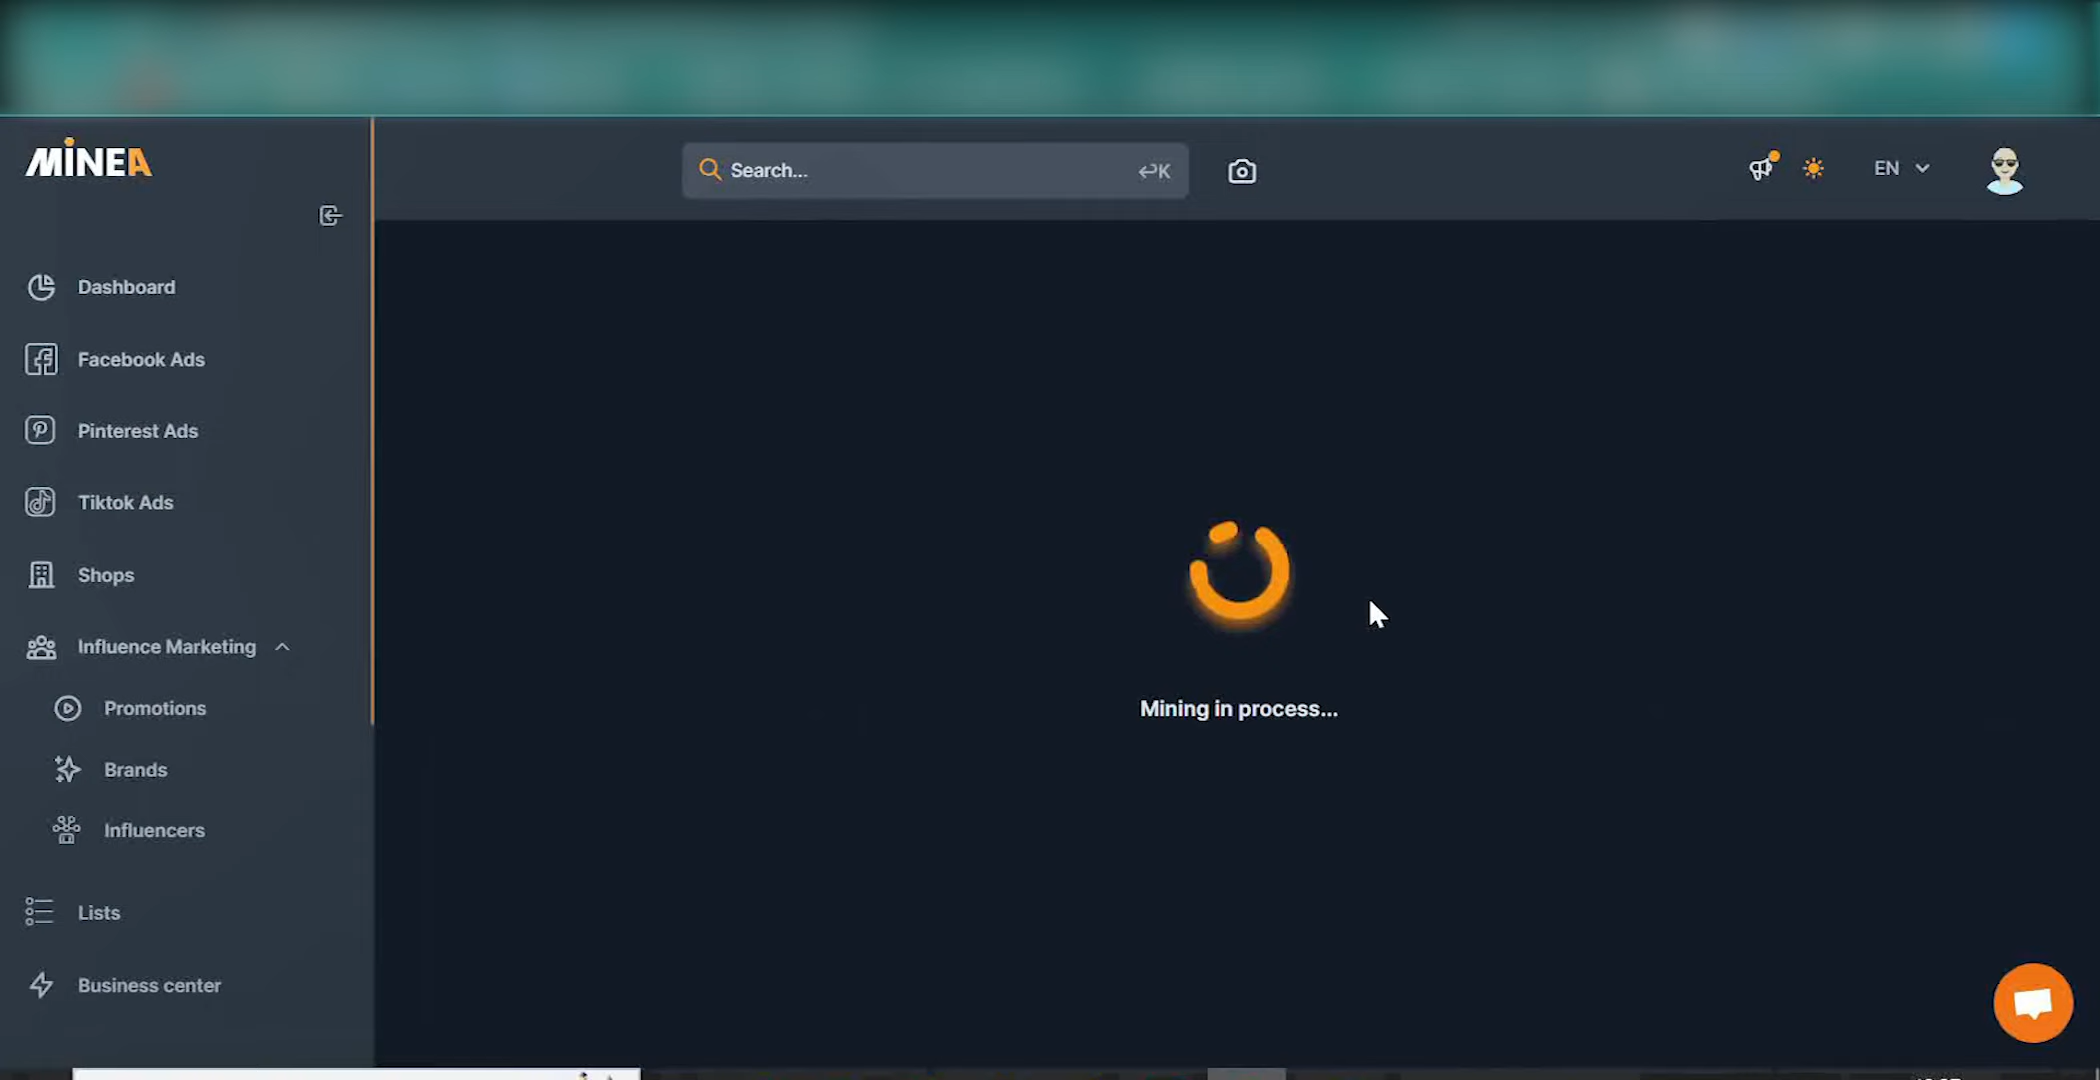 MINEA
Search... ↩K
EN
Dashboard
Facebook Ads
Pinterest Ads
Tiktok Ads
Shops
Influence Marketing
Promotions
Brands
Influencers
Lists
Business center
Mining in process...